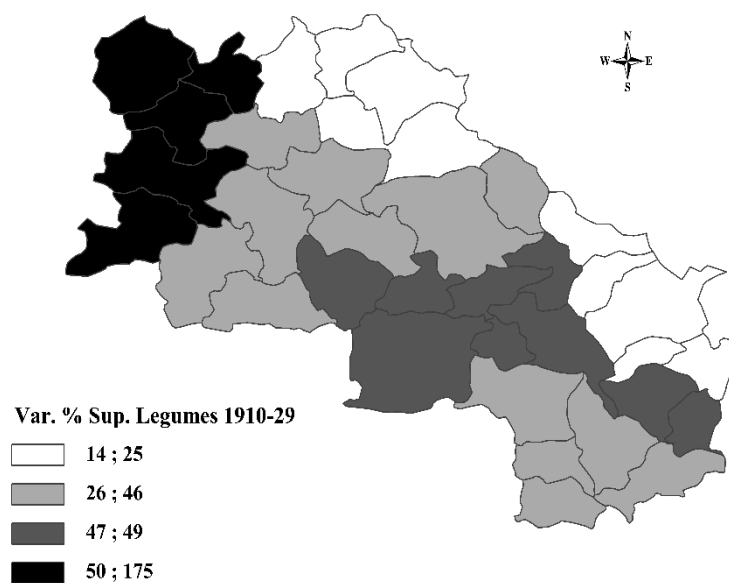 N
W E
S
Var. % Sup. Legumes 1910-29
14 ; 25
26 ; 46
47 ; 49
50 ; 175